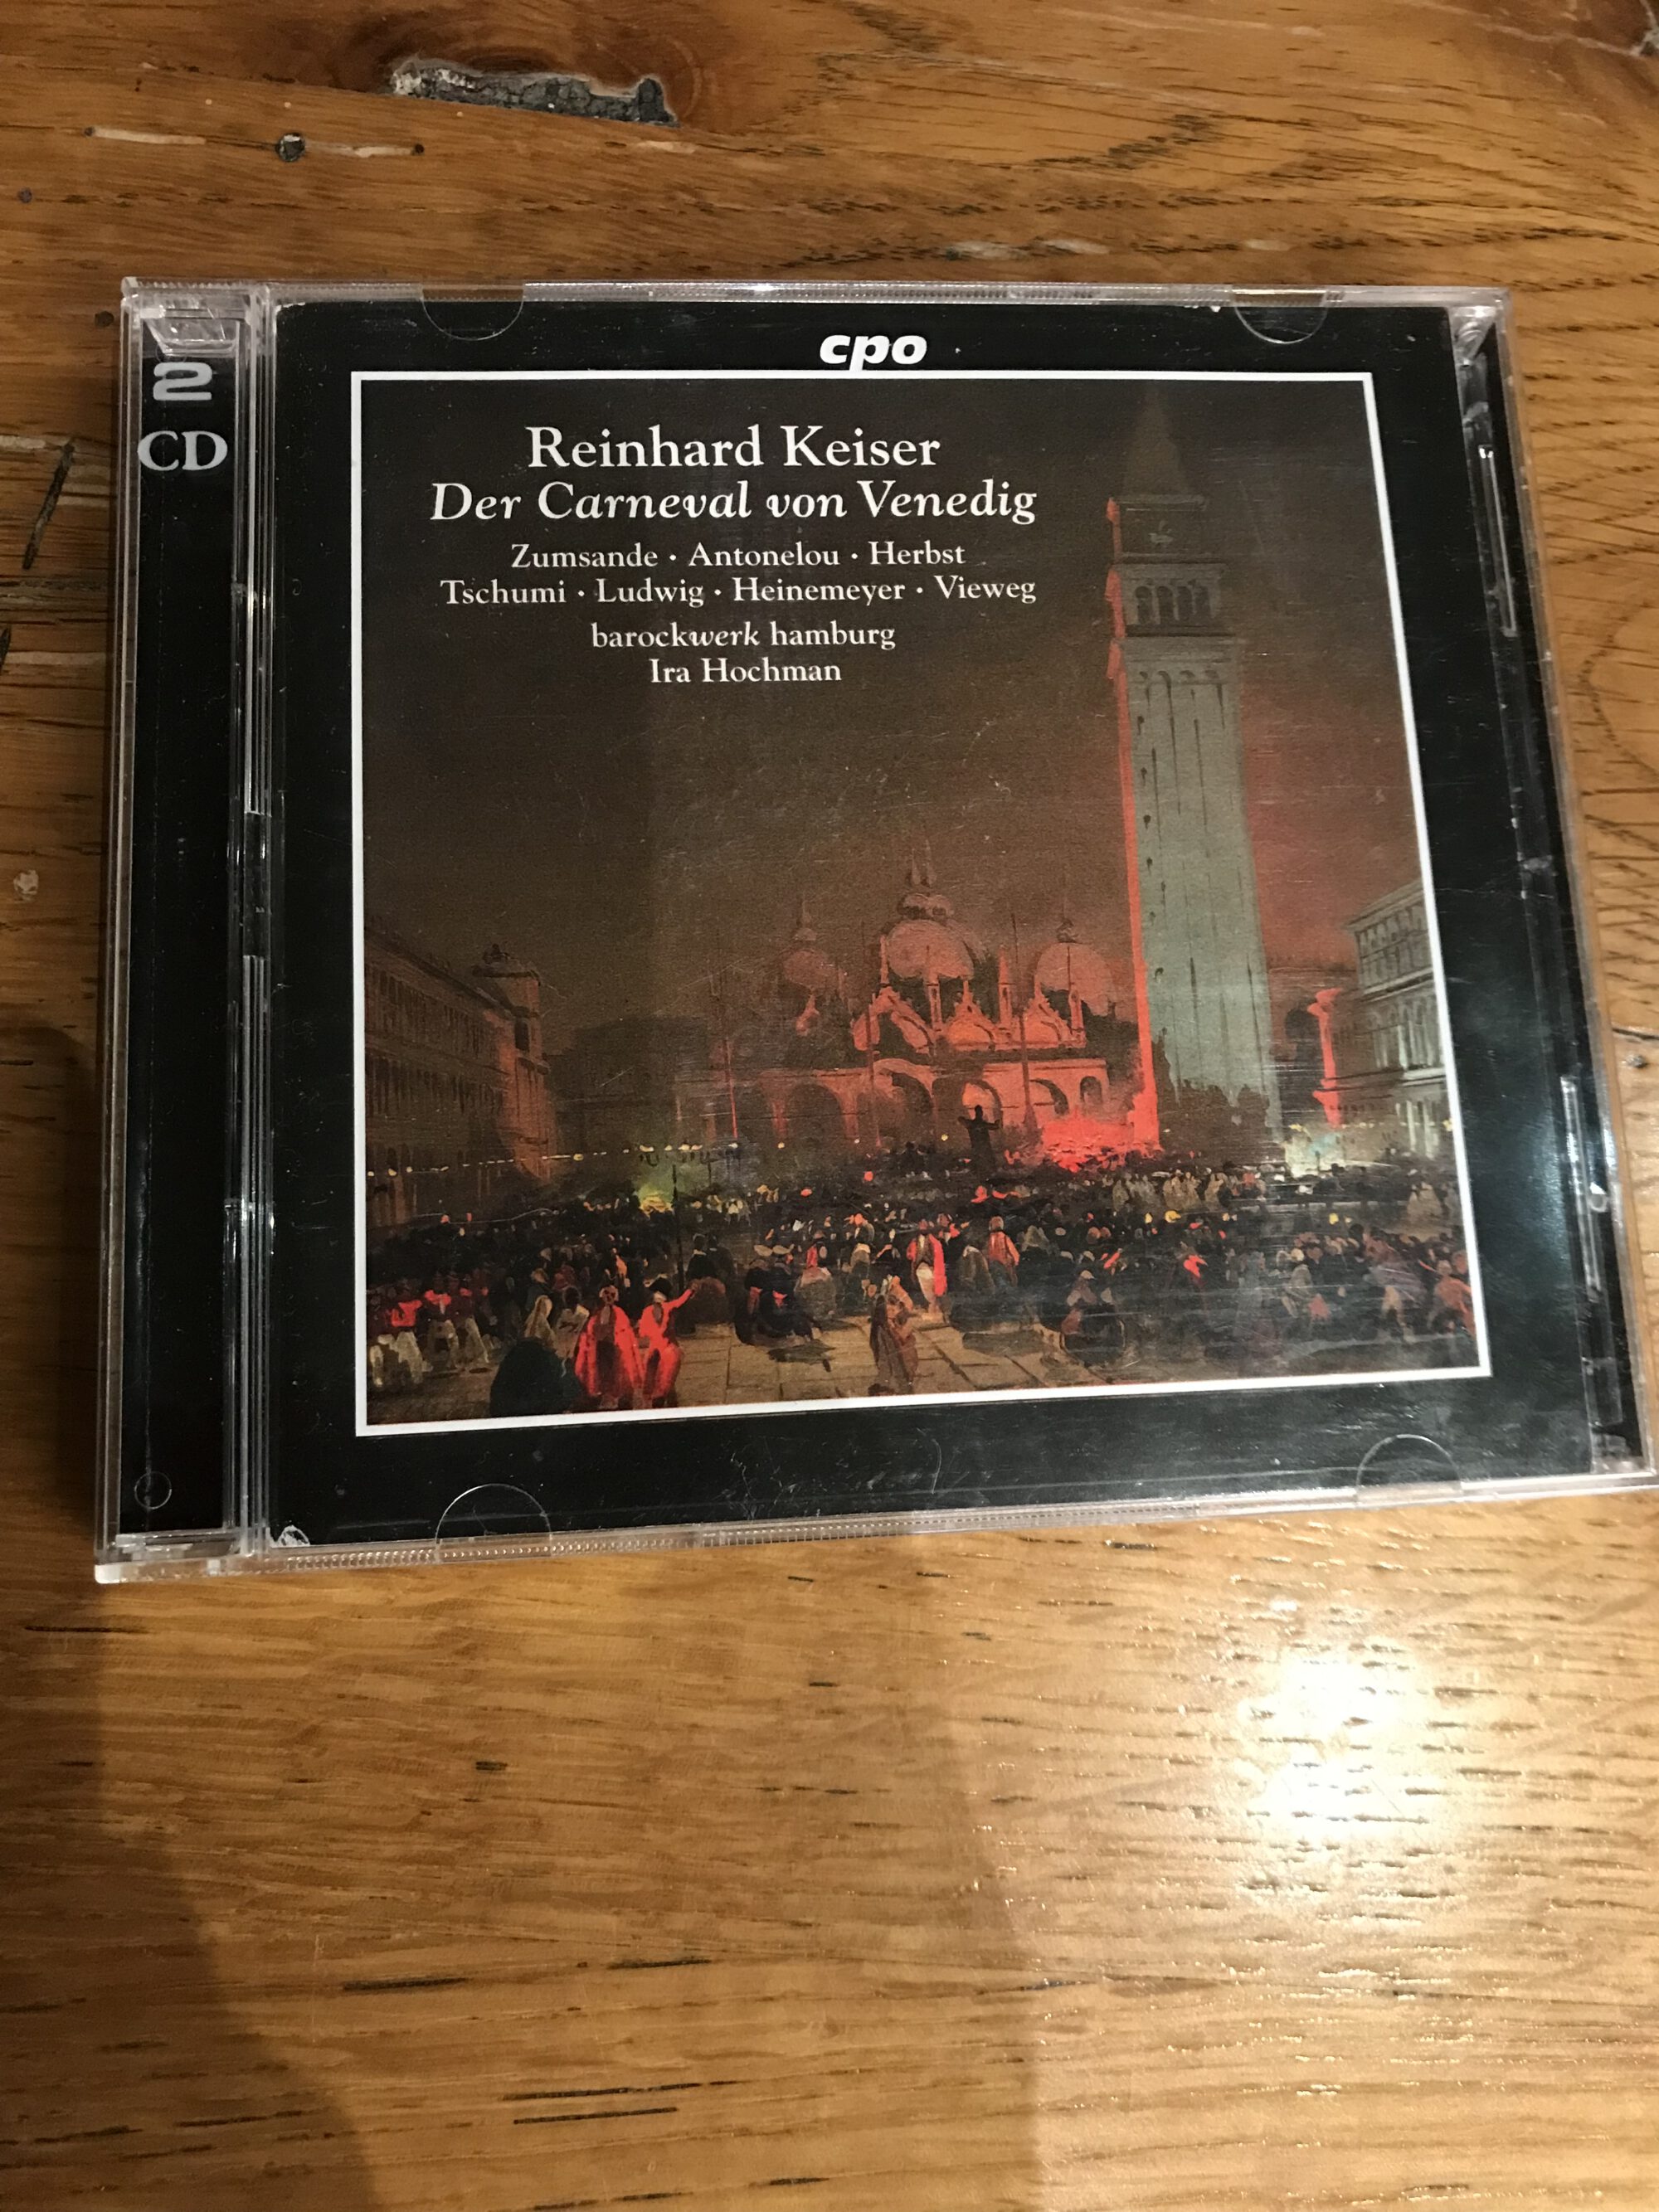 2
CD
cpo
Reinhard Keiser
Der Carneval von Venedig
Zumsande • Antonelou • Herbst
Tschumi • Ludwig • Heinemeyer • Vieweg
barockwerk hamburg
Ira Hochman